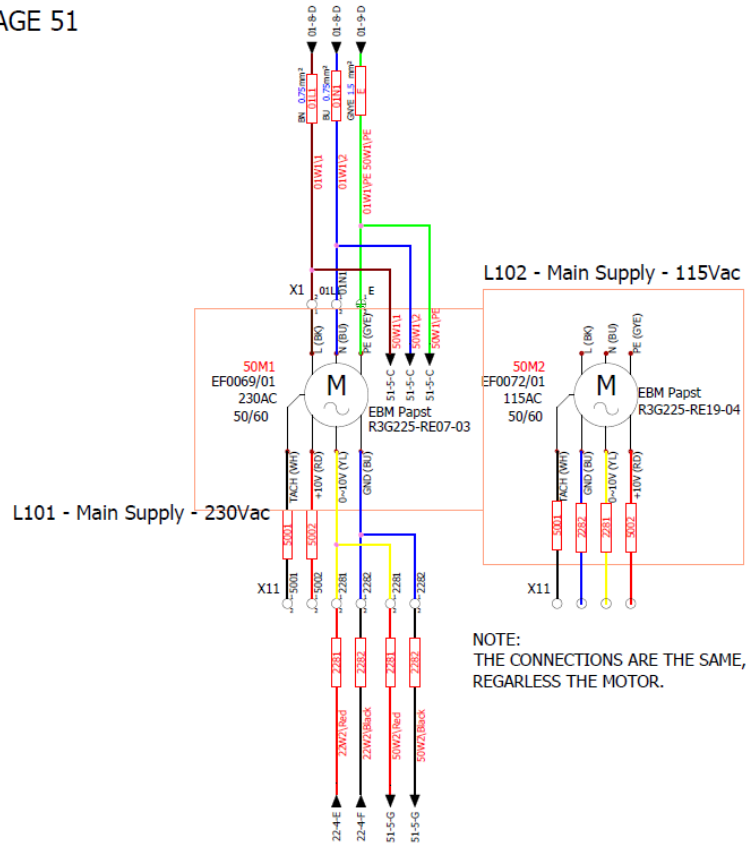 AGE 51
01-8-D
01-8-D
01-9-D
BN 0.75mm²
01L1
BU 0.75mm²
01N1
GNYE 1.5 mm²
E
01W1\1
01W1\2
01W1\PE 50W1\PE
X1
01L1
01N1
E
L (BK)
N (BU)
PE (GYE)
50W1\1
50W1\2
50W1\PE
51-5-C
51-5-C
51-5-C
50M1
EF0069/01
230AC
50/60
M
EBM Papst
R3G225-RE07-03
TACH (WH)
+10V (RD)
0~10V (YL)
GND (BU)
L101 - Main Supply - 230Vac
5001
5002
X11
5001
5002
2281
2282
2281
2282
2281
2282
2281
2282
22W2\Red
22W2\Black
50W2\Red
50W2\Black
22-4-E
22-4-F
51-5-G
51-5-G
L102 - Main Supply - 115Vac
L (BK)
N (BU)
PE (GYE)
50M2
EF0072/01
115AC
50/60
M
EBM Papst
R3G225-RE19-04
TACH (WH)
GND (BU)
0~10V (YL)
+10V (RD)
5001
2282
2281
5002
X11
NOTE:
THE CONNECTIONS ARE THE SAME,
REGARLESS THE MOTOR.